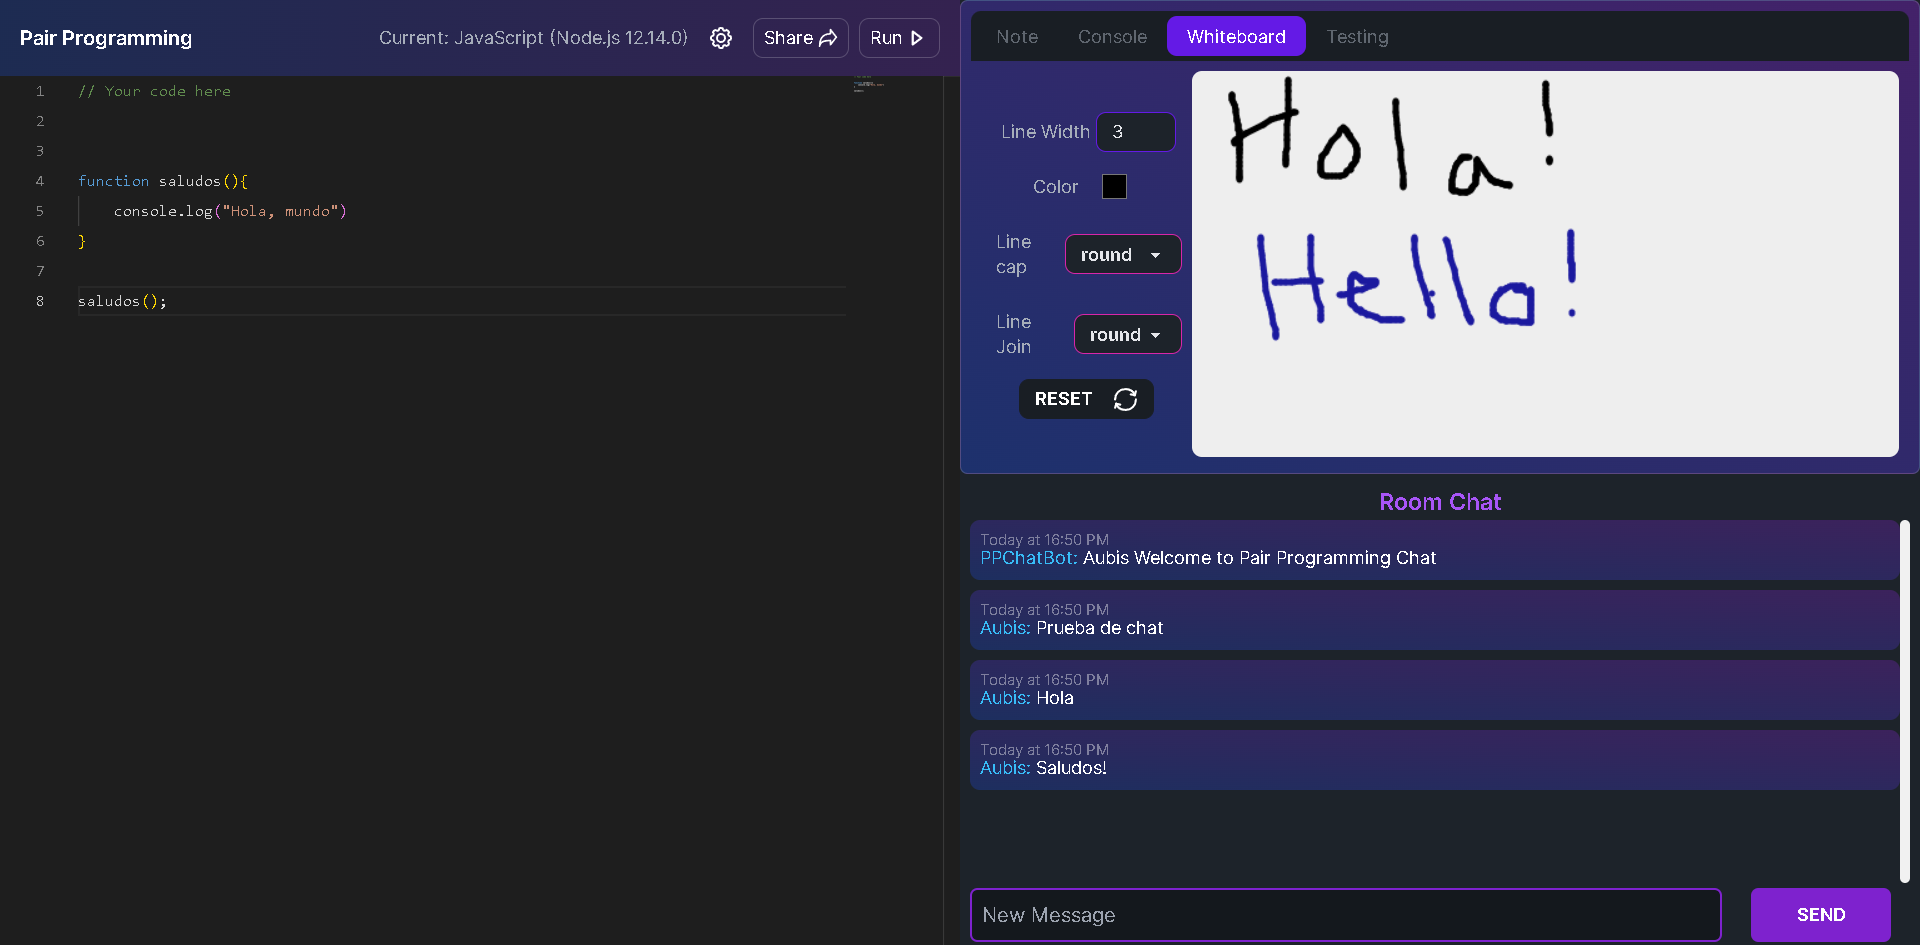 Pair Programming
Current: JavaScript (Node.js 12.14.0)
Share
Run
1 // Your code here
2
3
4 function saludos(){
5 console.log("Hola, mundo")
6 }
7
8 saludos();
Note Console Whiteboard Testing
Line Width 3
Color
Line cap round
Line Join round
RESET
Hola!
Hello!
Room Chat
Today at 16:50 PM
PPChatBot: Aubis Welcome to Pair Programming Chat
Today at 16:50 PM
Aubis: Prueba de chat
Today at 16:50 PM
Aubis: Hola
Today at 16:50 PM
Aubis: Saludos!
New Message
SEND